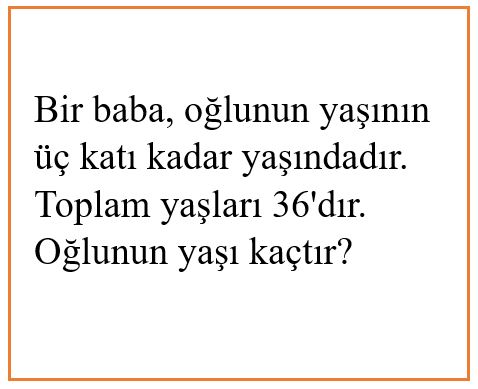 Bir baba, oğlunun yaşının
üç katı kadar yaşındadır.
Toplam yaşları 36'dır.
Oğlunun yaşı kaçtır?